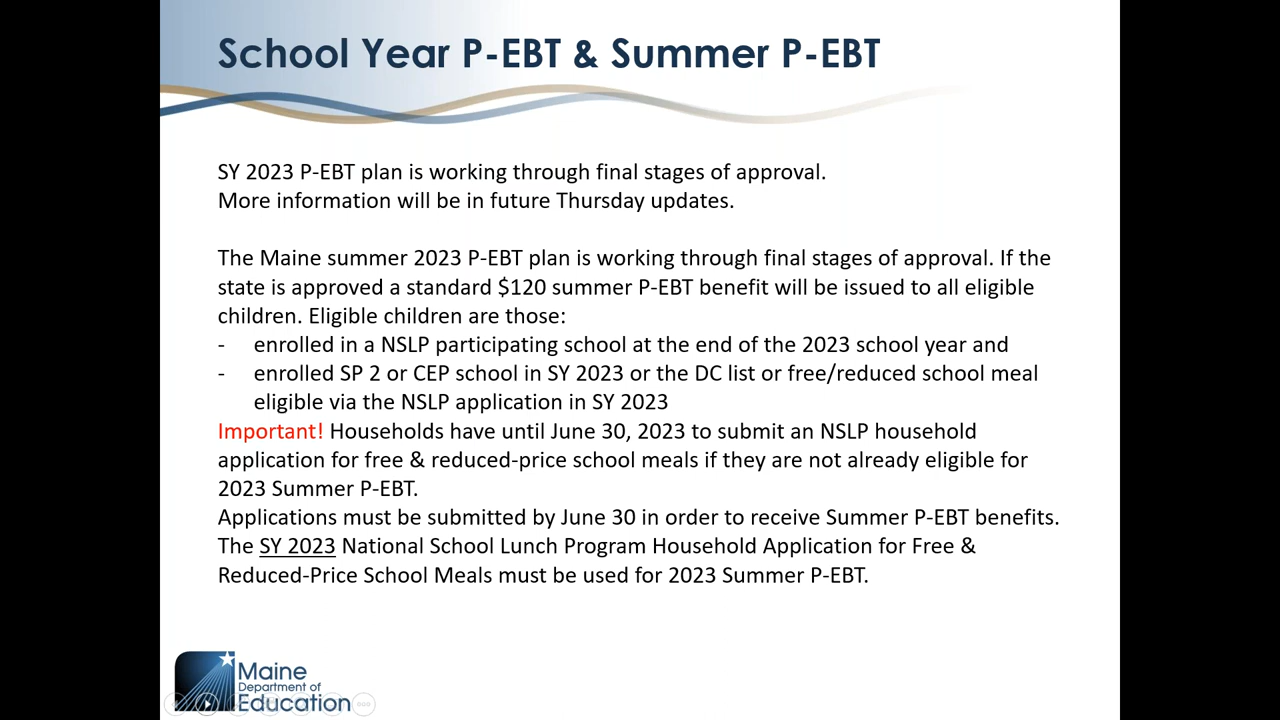 School Year P-EBT & Summer P-EBT
SY 2023 P-EBT plan is working through final stages of approval.
More information will be in future Thursday updates.
The Maine summer 2023 P-EBT plan is working through final stages of approval. If the
state is approved a standard $120 summer P-EBT benefit will be issued to all eligible
children. Eligible children are those:
- enrolled in a NSLP participating school at the end of the 2023 school year and
- enrolled SP 2 or CEP school in SY 2023 or the DC list or free/reduced school meal
eligible via the NSLP application in SY 2023
Important! Households have until June 30, 2023 to submit an NSLP household
application for free & reduced-price school meals if they are not already eligible for
2023 Summer P-EBT.
Applications must be submitted by June 30 in order to receive Summer P-EBT benefits.
The SY 2023 National School Lunch Program Household Application for Free &
Reduced-Price School Meals must be used for 2023 Summer P-EBT.
Maine
Department of
Education